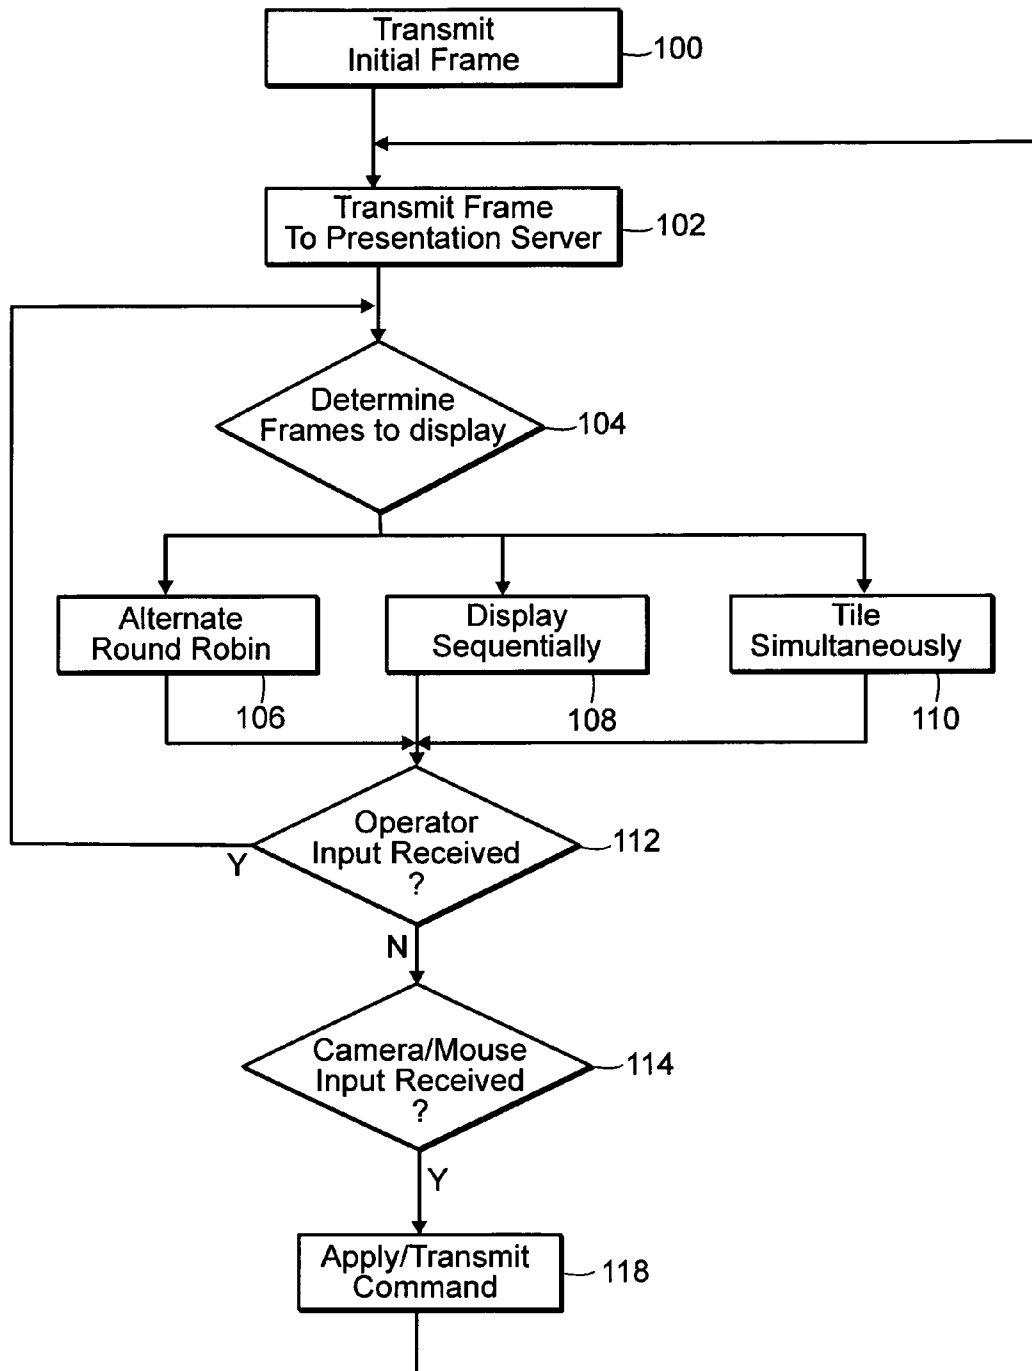 Transmit
Initial Frame
100
Transmit Frame
To Presentation Server
102
Determine
Frames to display
104
Alternate
Round Robin
106
Display
Sequentially
108
Tile
Simultaneously
110
Operator
Input Received
?
112
Y
N
Camera/Mouse
Input Received
?
114
Y
Apply/Transmit
Command
118